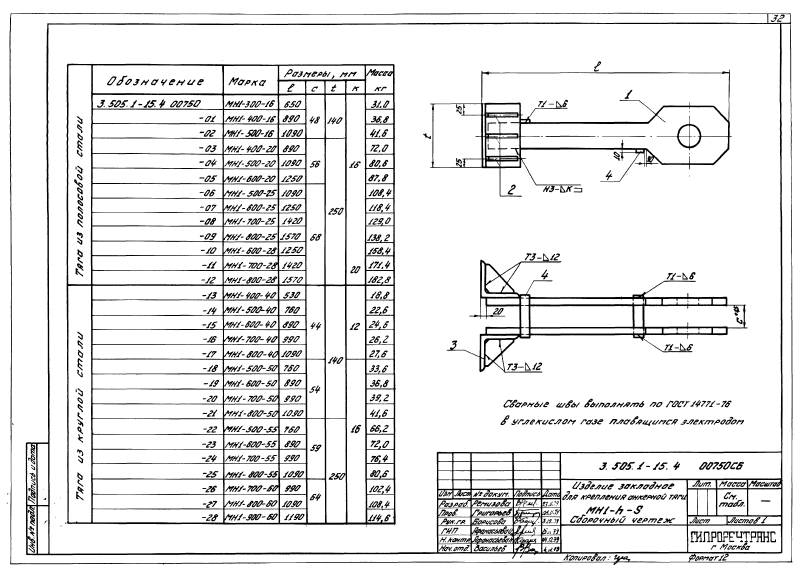 32
Обозначение Марка Размеры, мм Масса
ℓ c t к кг
Тяга из полосовой стали
3.505.1-15.4 00750 МН1-300-16 650 31,0
-01 МН1-400-16 890 48 140 36,8
-02 МН1-500-16 1090 41,6
-03 МН1-400-20 890 72,0
-04 МН1-500-20 1090 56 16 80,6
-05 МН1-600-20 1250 87,8
-06 МН1-500-25 1090 108,4
-07 МН1-600-25 1250 250 118,4
-08 МН1-700-25 1420 129,0
-09 МН1-800-25 1570 68 138,2
-10 МН1-600-28 1250 158,4
-11 МН1-700-28 1420 20 171,4
-12 МН1-800-28 1570 182,8
Тяга из круглой стали
-13 МН1-400-40 530 18,8
-14 МН1-500-40 760 22,6
-15 МН1-600-40 890 44 12 24,6
-16 МН1-700-40 990 26,2
-17 МН1-800-40 1090 140 27,6
-18 МН1-500-50 760 33,6
-19 МН1-600-50 890 54 36,8
-20 МН1-700-50 990 39,2
-21 МН1-800-50 1090 41,6
-22 МН1-500-55 760 16 66,2
-23 МН1-600-55 890 59 72,0
-24 МН1-700-55 990 76,4
-25 МН1-800-55 1090 250 80,6
-26 МН1-700-60 990 64 102,4
-27 МН1-800-60 1090 108,4
-28 МН1-900-60 1190 114,6
ℓ
25
Т1-⊿6
1
t
25
2
Н3-⊿К
4
10
Т3-⊿12
4
Т1-⊿6
20
3
Т3-⊿12
Т1-⊿6
Сварные швы выполнять по ГОСТ 14771-76
в углекислом газе плавящимся электродом
3.505.1-15.4 00750СБ
Изделие закладное
для крепления анкерной тяги
МН1-h-S
Сборочный чертеж
Лит. Масса Масштаб
См. табл. —
Лист Листов 1
ГИПРОРЕЧТРАНС
г Москва
Изм Лист № докум. Подпись Дата
Разраб. Ремизова
Пров. Григорьев
Рук.гр. Борисова
ГИП. Афанасьев
Н.контр. Афанасьев
Нач.отд. Васильев
Инв.№ подл. Подпись и дата
Копировал:
Формат 12